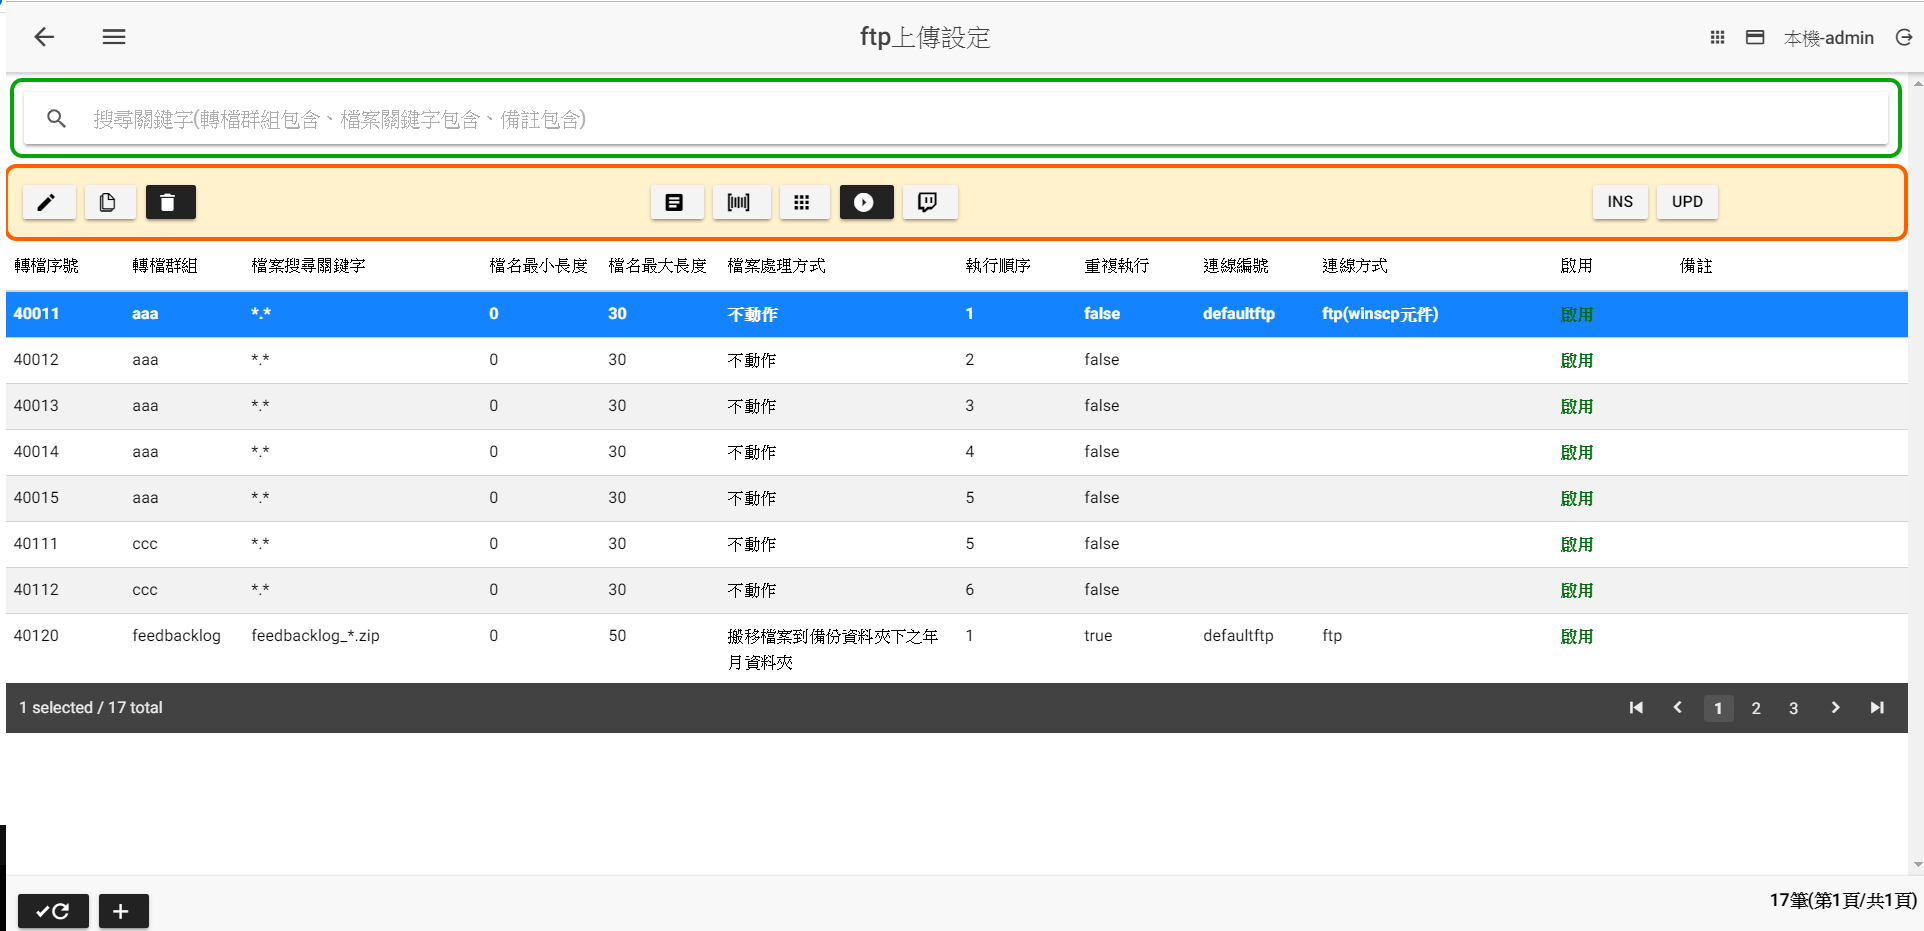 ftp上傳設定
本機-admin
搜尋關鍵字(轉檔群組包含、檔案關鍵字包含、備註包含)
INS UPD
轉檔序號 轉檔群組 檔案搜尋關鍵字 檔名最小長度 檔名最大長度 檔案處理方式 執行順序 重複執行 連線編號 連線方式 啟用 備註
40011 aaa *.* 0 30 不動作 1 false defaultftp ftp(winscp元件) 啟用
40012 aaa *.* 0 30 不動作 2 false 啟用
40013 aaa *.* 0 30 不動作 3 false 啟用
40014 aaa *.* 0 30 不動作 4 false 啟用
40015 aaa *.* 0 30 不動作 5 false 啟用
40111 ccc *.* 0 30 不動作 5 false 啟用
40112 ccc *.* 0 30 不動作 6 false 啟用
40120 feedbacklog feedbacklog_*.zip 0 50 搬移檔案到備份資料夾下之年 1 true defaultftp ftp 啟用
月資料夾
1 selected / 17 total
1 2 3
17筆(第1頁/共1頁)